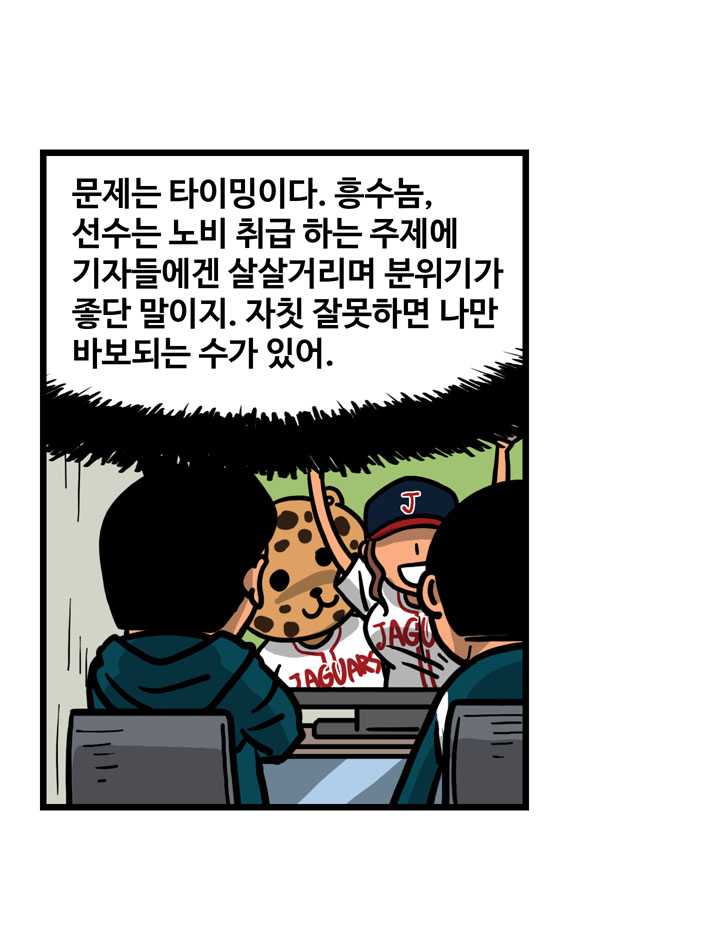 문제는 타이밍이다. 흥수놈,
선수는 노비 취급 하는 주제에
기자들에겐 살살거리며 분위기가
좋단 말이지. 자칫 잘못하면 나만
바보되는 수가 있어.
J
JAGU
JAGUARS